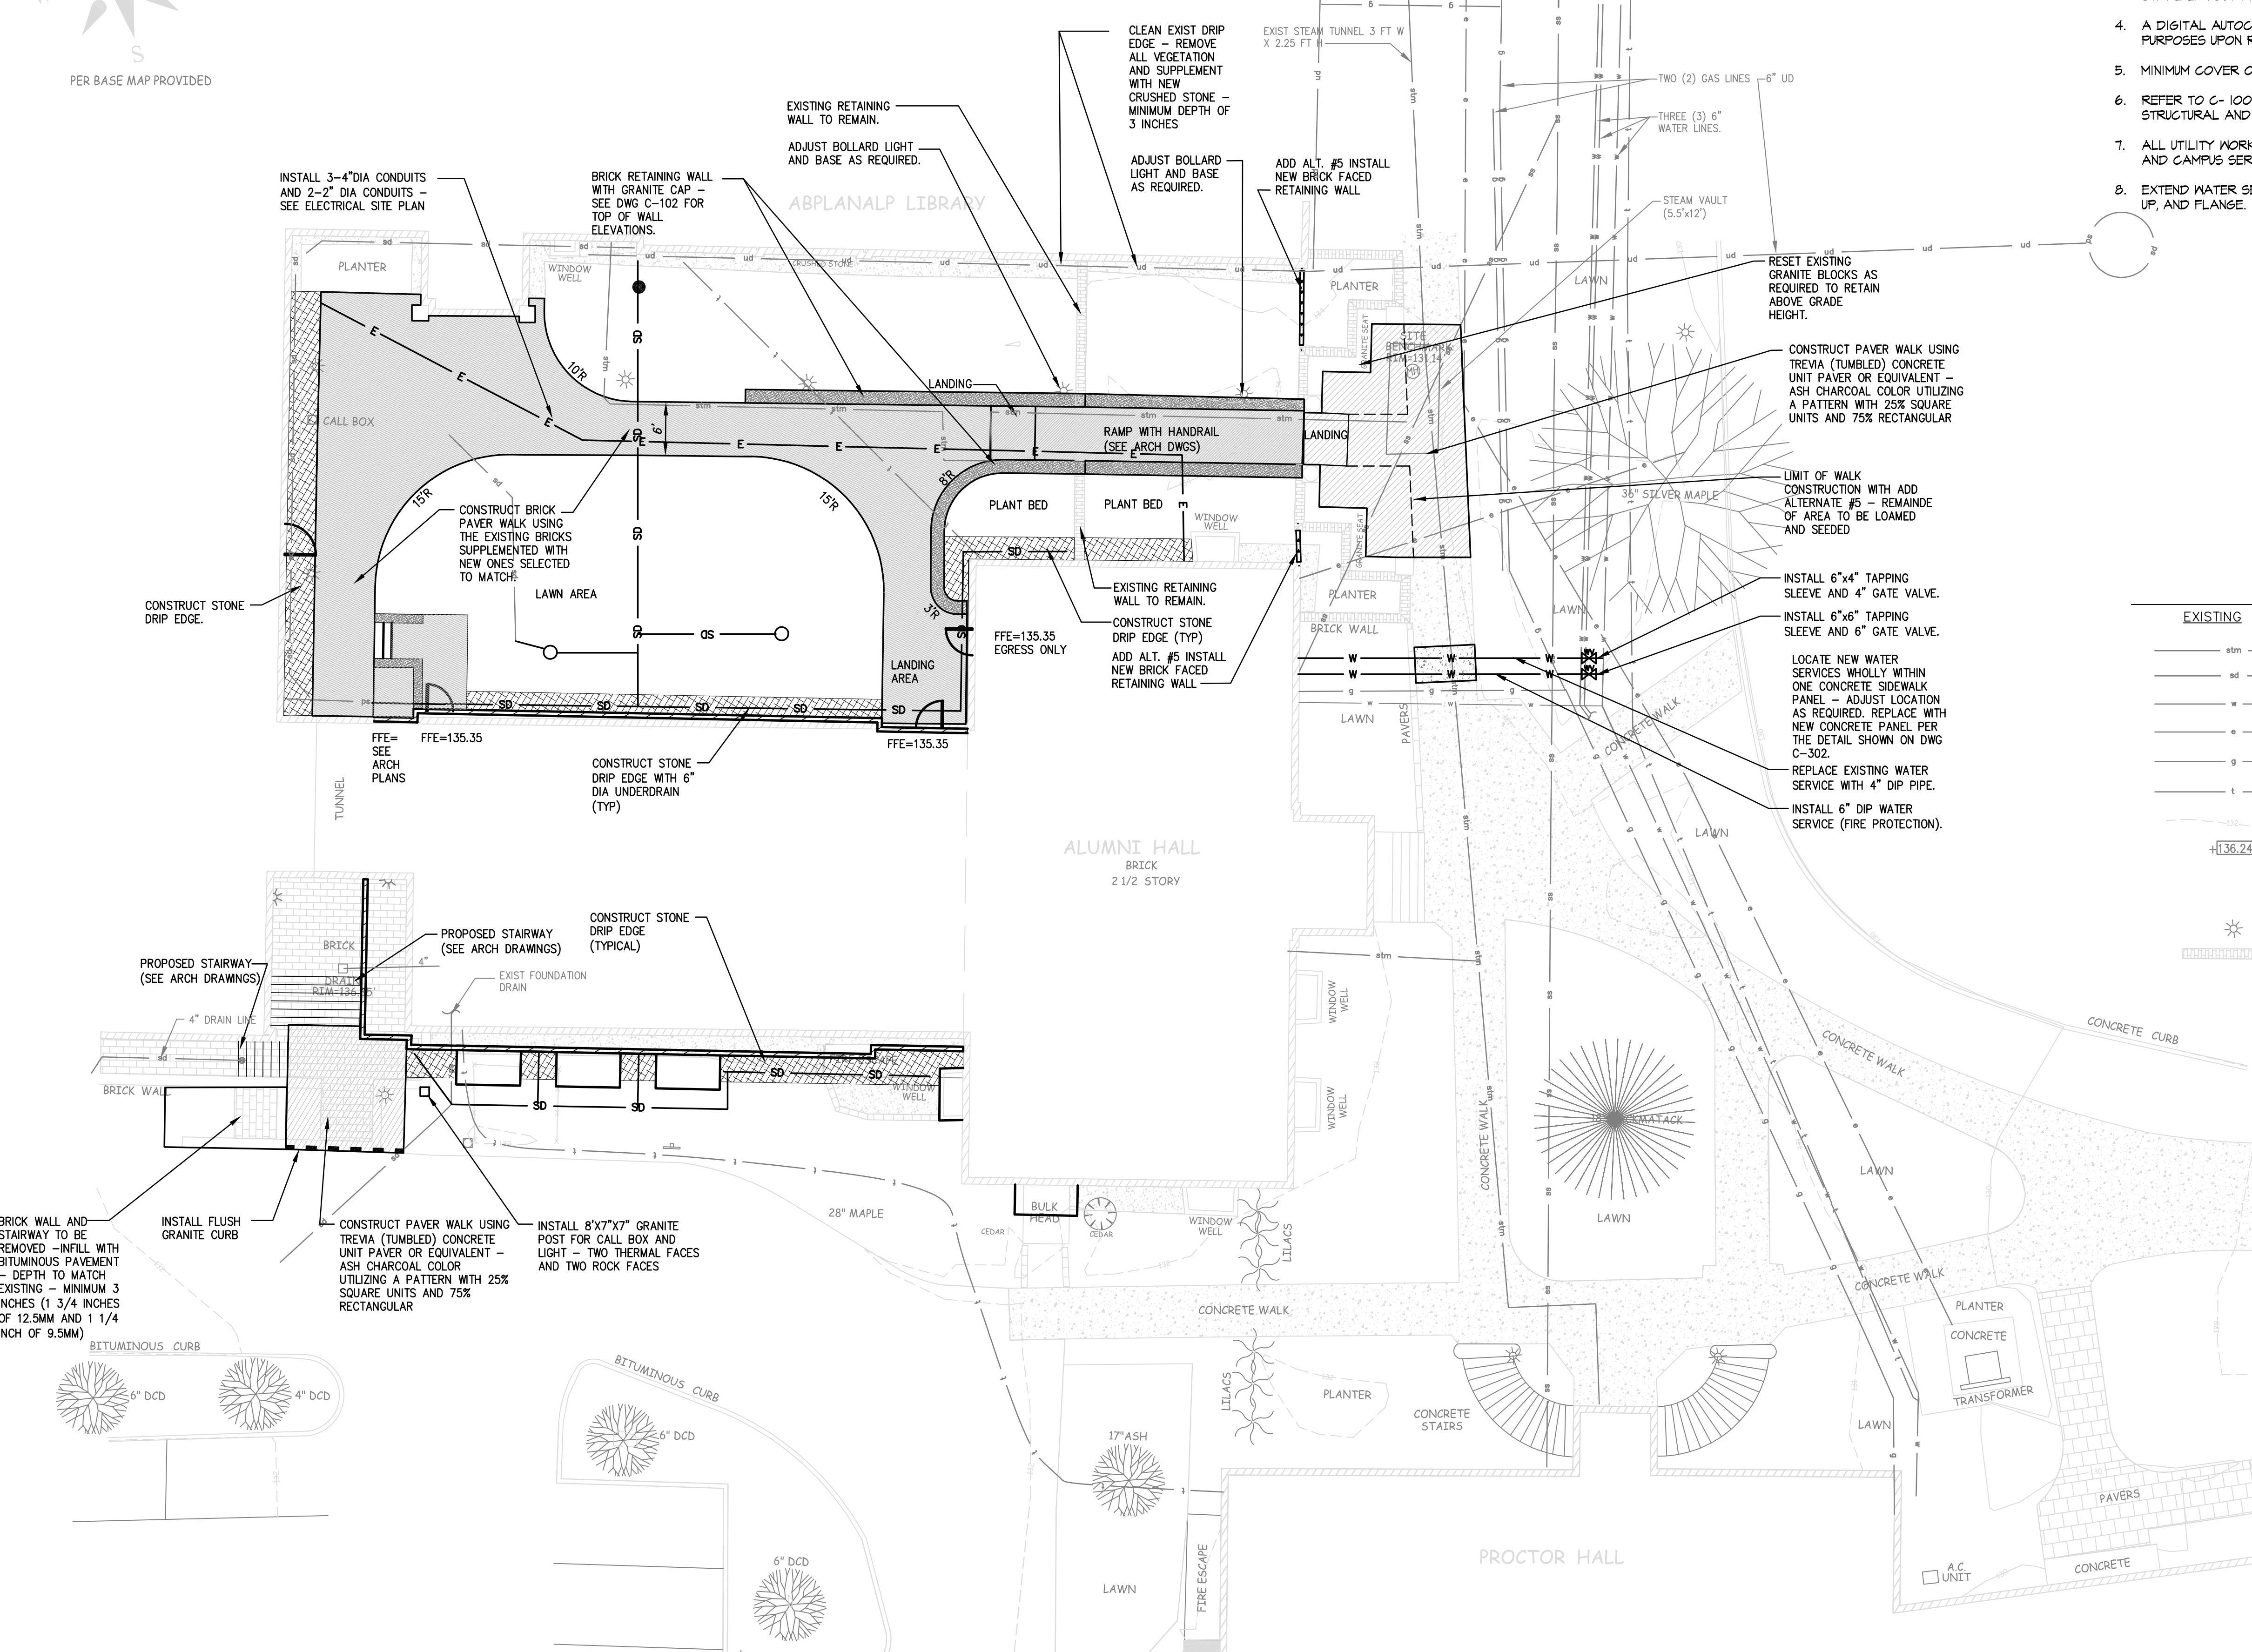 S
PER BASE MAP PROVIDED
CLEAN EXIST DRIP
EDGE – REMOVE
ALL VEGETATION
AND SUPPLEMENT
WITH NEW
CRUSHED STONE –
MINIMUM DEPTH OF
3 INCHES
EXIST STEAM TUNNEL 3 FT W
X 2.25 FT H
TWO (2) GAS LINES
6" UD
THREE (3) 6"
WATER LINES.
4. A DIGITAL AUTOC
PURPOSES UPON R
5. MINIMUM COVER O
6. REFER TO C- 100
STRUCTURAL AND
7. ALL UTILITY WORK
AND CAMPUS SER
8. EXTEND WATER SE
UP, AND FLANGE.
EXISTING RETAINING
WALL TO REMAIN.
ADJUST BOLLARD LIGHT
AND BASE AS REQUIRED.
ADJUST BOLLARD
LIGHT AND BASE
AS REQUIRED.
ADD ALT. #5 INSTALL
NEW BRICK FACED
RETAINING WALL
INSTALL 3-4"DIA CONDUITS
AND 2-2" DIA CONDUITS –
SEE ELECTRICAL SITE PLAN
BRICK RETAINING WALL
WITH GRANITE CAP –
SEE DWG C-102 FOR
TOP OF WALL
ELEVATIONS.
ABPLANALP LIBRARY
STEAM VAULT
(5.5'x12')
PLANTER
WINDOW
WELL
CRUSHED STONE
PLANTER
LAWN
RESET EXISTING
GRANITE BLOCKS AS
REQUIRED TO RETAIN
ABOVE GRADE
HEIGHT.
GRANITE SEAT
SITE
BENCHMARK
RIM=131.14
MH
CONSTRUCT PAVER WALK USING
TREVIA (TUMBLED) CONCRETE
UNIT PAVER OR EQUIVALENT –
ASH CHARCOAL COLOR UTILIZING
A PATTERN WITH 25% SQUARE
UNITS AND 75% RECTANGULAR
10'R
LANDING
CALL BOX
6'
RAMP WITH HANDRAIL
(SEE ARCH DWGS)
LANDING
LIMIT OF WALK
CONSTRUCTION WITH ADD
ALTERNATE #5 – REMAINDE
OF AREA TO BE LOAMED
AND SEEDED
36" SILVER MAPLE
15'R
15'R
8'R
CONSTRUCT BRICK
PAVER WALK USING
THE EXISTING BRICKS
SUPPLEMENTED WITH
NEW ONES SELECTED
TO MATCH.
LAWN AREA
PLANT BED
PLANT BED
WINDOW
WELL
GRANITE SEAT
3'R
CONSTRUCT STONE
DRIP EDGE.
EXISTING RETAINING
WALL TO REMAIN.
CONSTRUCT STONE
DRIP EDGE (TYP)
ADD ALT. #5 INSTALL
NEW BRICK FACED
RETAINING WALL
FFE=135.35
EGRESS ONLY
LANDING
AREA
PLANTER
BRICK WALL
LAWN
INSTALL 6"x4" TAPPING
SLEEVE AND 4" GATE VALVE.
INSTALL 6"x6" TAPPING
SLEEVE AND 6" GATE VALVE.
LOCATE NEW WATER
SERVICES WHOLLY WITHIN
ONE CONCRETE SIDEWALK
PANEL – ADJUST LOCATION
AS REQUIRED. REPLACE WITH
NEW CONCRETE PANEL PER
THE DETAIL SHOWN ON DWG
C-302.
REPLACE EXISTING WATER
SERVICE WITH 4" DIP PIPE.
INSTALL 6" DIP WATER
SERVICE (FIRE PROTECTION).
EXISTING
stm
sd
w
e
g
t
+136.24
FFE=
SEE
ARCH
PLANS
FFE=135.35
FFE=135.35
CONSTRUCT STONE
DRIP EDGE WITH 6"
DIA UNDERDRAIN
(TYP)
TUNNEL
LAWN
PAVERS
CONCRETE WALK
LAWN
ALUMNI HALL
BRICK
2 1/2 STORY
BRICK
DRAIN
4"
PROPOSED STAIRWAY
(SEE ARCH DRAWINGS)
PROPOSED STAIRWAY
(SEE ARCH DRAWINGS)
CONSTRUCT STONE
DRIP EDGE
(TYPICAL)
EXIST FOUNDATION
DRAIN
4" DRAIN LINE
BRICK WALL
WINDOW
WELL
WINDOW
WELL
WINDOW
WELL
CONCRETE WALK
CONCRETE WALK
CONCRETE CURB
LAWN
LAWN
BRICK WALL AND
STAIRWAY TO BE
REMOVED –INFILL WITH
BITUMINOUS PAVEMENT
– DEPTH TO MATCH
EXISTING – MINIMUM 3
INCHES (1 3/4 INCHES
OF 12.5MM AND 1 1/4
INCH OF 9.5MM)
INSTALL FLUSH
GRANITE CURB
CONSTRUCT PAVER WALK USING
TREVIA (TUMBLED) CONCRETE
UNIT PAVER OR EQUIVALENT –
ASH CHARCOAL COLOR
UTILIZING A PATTERN WITH 25%
SQUARE UNITS AND 75%
RECTANGULAR
INSTALL 8'X7"X7" GRANITE
POST FOR CALL BOX AND
LIGHT – TWO THERMAL FACES
AND TWO ROCK FACES
28" MAPLE
CEDAR
BULK
HEAD
CEDAR
WINDOW
WELL
LILACS
CONCRETE WALK
CONCRETE WALK
PLANTER
CONCRETE
TRANSFORMER
BITUMINOUS CURB
6" DCD
4" DCD
BITUMINOUS CURB
6" DCD
17"ASH
LILACS
PLANTER
CONCRETE
STAIRS
LAWN
PAVERS
6" DCD
LAWN
FIRE ESCAPE
PROCTOR HALL
A.C.
UNIT
CONCRETE